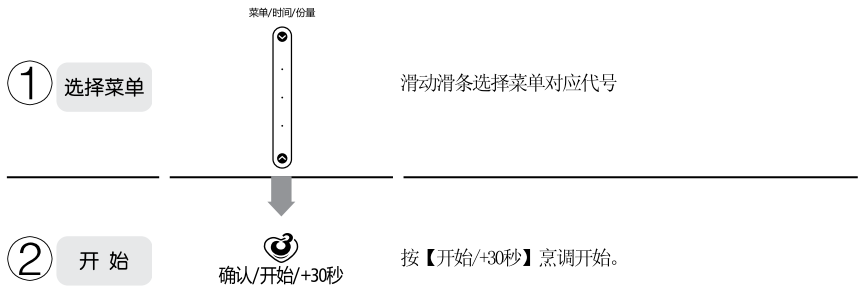 菜单/时间/份量
① 选择菜单
滑动滑条选择菜单对应代号
② 开 始
确认/开始/+30秒
按【开始/+30秒】烹调开始。